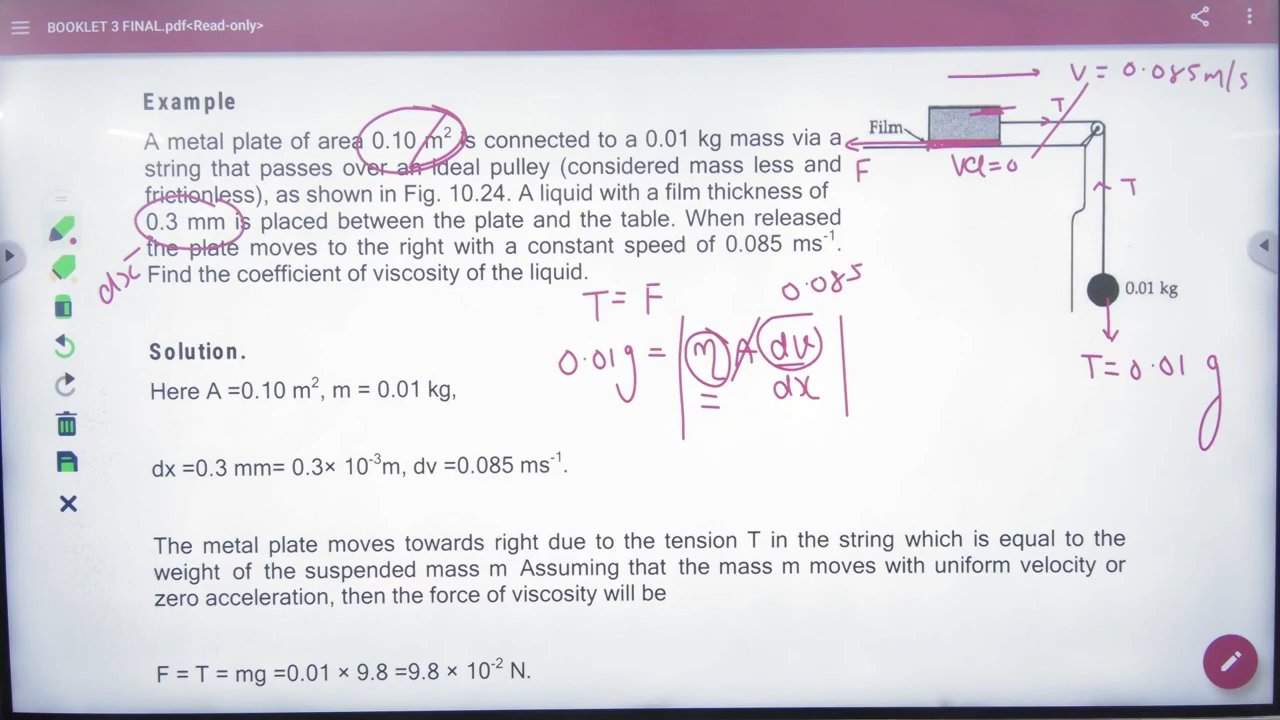 BOOKLET 3 FINAL.pdf<Read-only>
V = 0.085m/s
Example
A metal plate of area 0.10 m² is connected to a 0.01 kg mass via a
string that passes over an ideal pulley (considered mass less and
frictionless), as shown in Fig. 10.24. A liquid with a film thickness of
0.3 mm is placed between the plate and the table. When released
the plate moves to the right with a constant speed of 0.085 ms⁻¹.
Find the coefficient of viscosity of the liquid.
dx
Film
T
F
Vel=0
T
0.01 kg
T=0.01 g
T= F
0.085
0.01g = | η A dv/dx |
Solution.
Here A =0.10 m², m = 0.01 kg,
dx =0.3 mm= 0.3× 10⁻³m, dv =0.085 ms⁻¹.
The metal plate moves towards right due to the tension T in the string which is equal to the
weight of the suspended mass m Assuming that the mass m moves with uniform velocity or
zero acceleration, then the force of viscosity will be
F = T = mg =0.01 × 9.8 =9.8 × 10⁻² N.